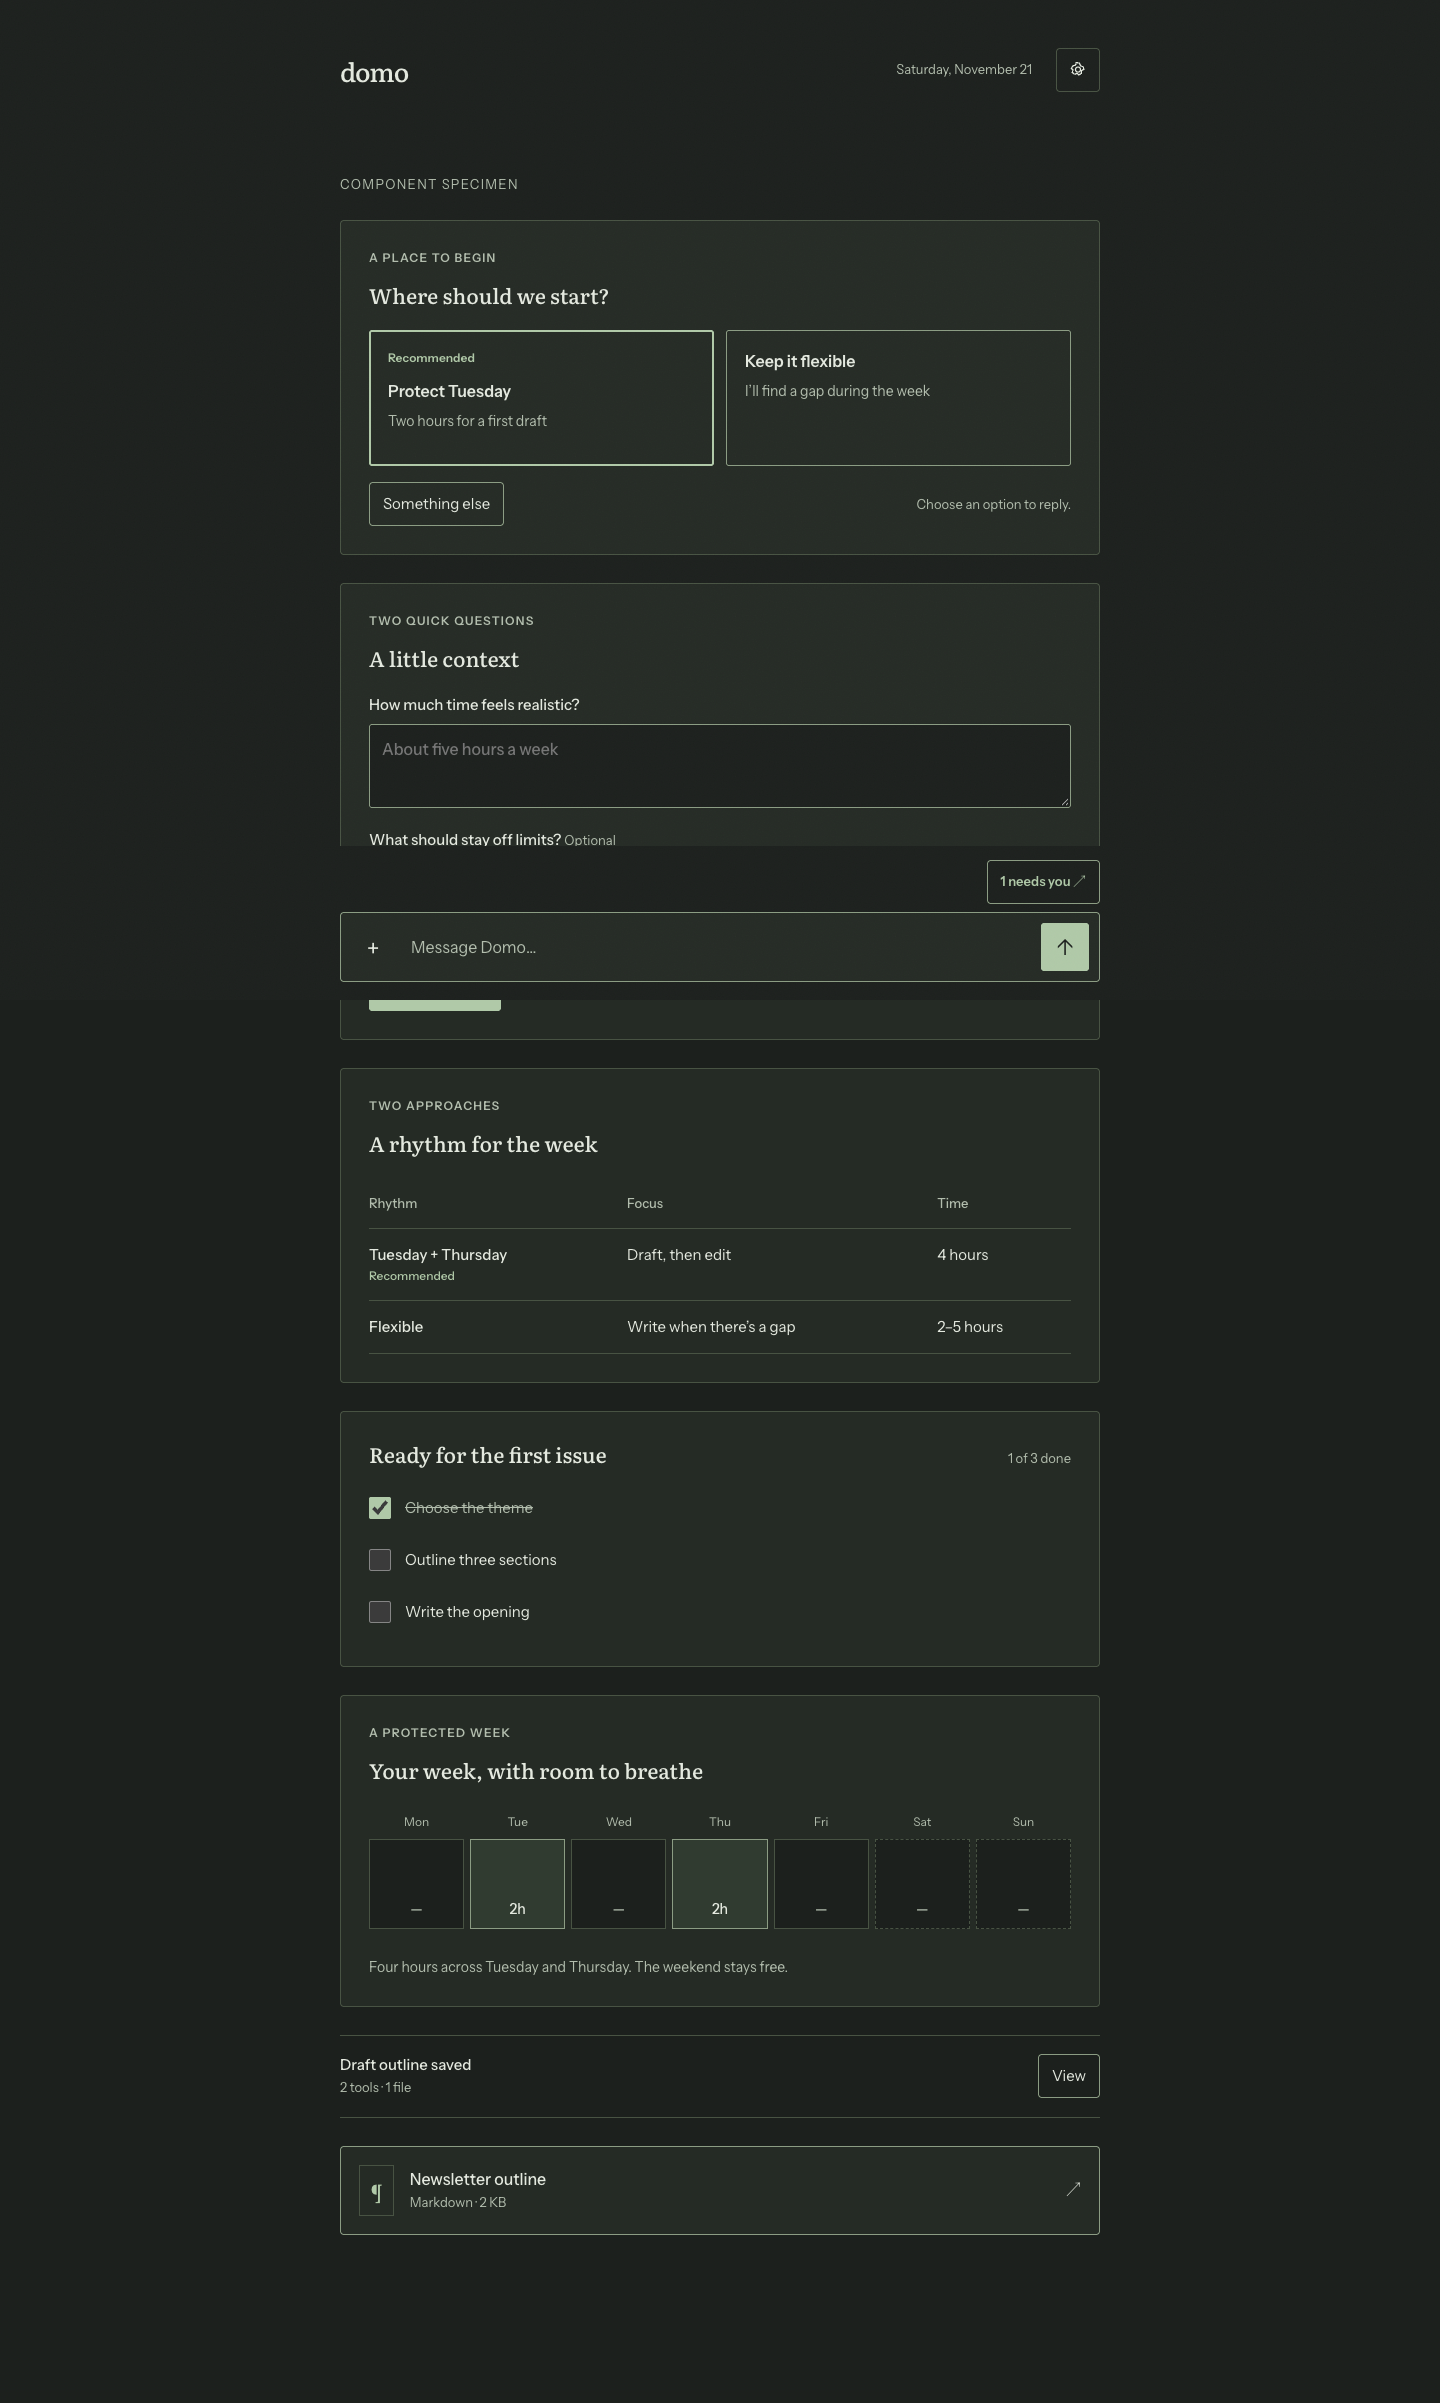 domo
Saturday, November 21
COMPONENT SPECIMEN
A PLACE TO BEGIN
Where should we start?
Recommended
Protect Tuesday
Two hours for a first draft
Keep it flexible
I'll find a gap during the week
Something else
Choose an option to reply.
TWO QUICK QUESTIONS
A little context
How much time feels realistic?
About five hours a week
What should stay off limits? Optional
1 needs you ↗
+ Message Domo…
TWO APPROACHES
A rhythm for the week
Rhythm Focus Time
Tuesday + Thursday Draft, then edit 4 hours
Recommended
Flexible Write when there's a gap 2–5 hours
Ready for the first issue
1 of 3 done
Choose the theme
Outline three sections
Write the opening
A PROTECTED WEEK
Your week, with room to breathe
Mon Tue Wed Thu Fri Sat Sun
— 2h — 2h — — —
Four hours across Tuesday and Thursday. The weekend stays free.
Draft outline saved
2 tools · 1 file
View
¶
Newsletter outline
Markdown · 2 KB
↗